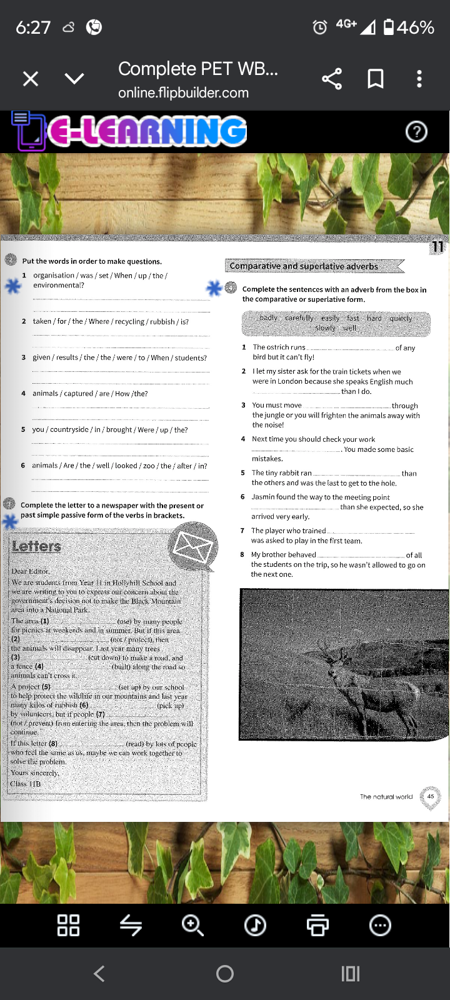 6:27
4G+
46%
Complete PET WB...
online.flipbuilder.com
E-LEARNING
11
Put the words in order to make questions.
1 organisation / was / set / When / up / the /
environmental?
2 taken / for / the / Where / recycling / rubbish / is?
3 given / results / the / the / were / to / When / students?
4 animals / captured / are / How /the?
5 you / countryside / in / brought / Were / up / the?
6 animals / Are / the / well / looked / zoo / the / after / in?
Complete the letter to a newspaper with the present or
past simple passive form of the verbs in brackets.
Letters
Dear Editor,
We are students from Year 11 in Hollyhill School and
we are writing to you to express our concern about the
government's decision not to make the Black Mountain
area into a National Park.
The area (1) (use) by many people
for picnics at weekends and in summer. But if this area
(2) (not / protect), then
the animals will disappear. Last year many trees
(3) (cut down) to make a road, and
a fence (4) (built) along the road so
animals can't cross it.
A project (5) (set up) by our school
to help protect the wildlife in our mountains and last year
many kilos of rubbish (6) (pick up)
by volunteers, but if people (7)
(not / prevent) from entering the area, then the problem will
continue.
If this letter (8) (read) by lots of people
who feel the same as us, maybe we can work together to
solve the problem.
Yours sincerely,
Class 11B
Comparative and superlative adverbs
Complete the sentences with an adverb from the box in
the comparative or superlative form.
badly carefully easily fast hard quietly
slowly well
1 The ostrich runs of any
bird but it can't fly!
2 I let my sister ask for the train tickets when we
were in London because she speaks English much
than I do.
3 You must move through
the jungle or you will frighten the animals away with
the noise!
4 Next time you should check your work
. You made some basic
mistakes.
5 The tiny rabbit ran than
the others and was the last to get to the hole.
6 Jasmin found the way to the meeting point
than she expected, so she
arrived very early.
7 The player who trained
was asked to play in the first team.
8 My brother behaved of all
the students on the trip, so he wasn't allowed to go on
the next one.
The natural world 45